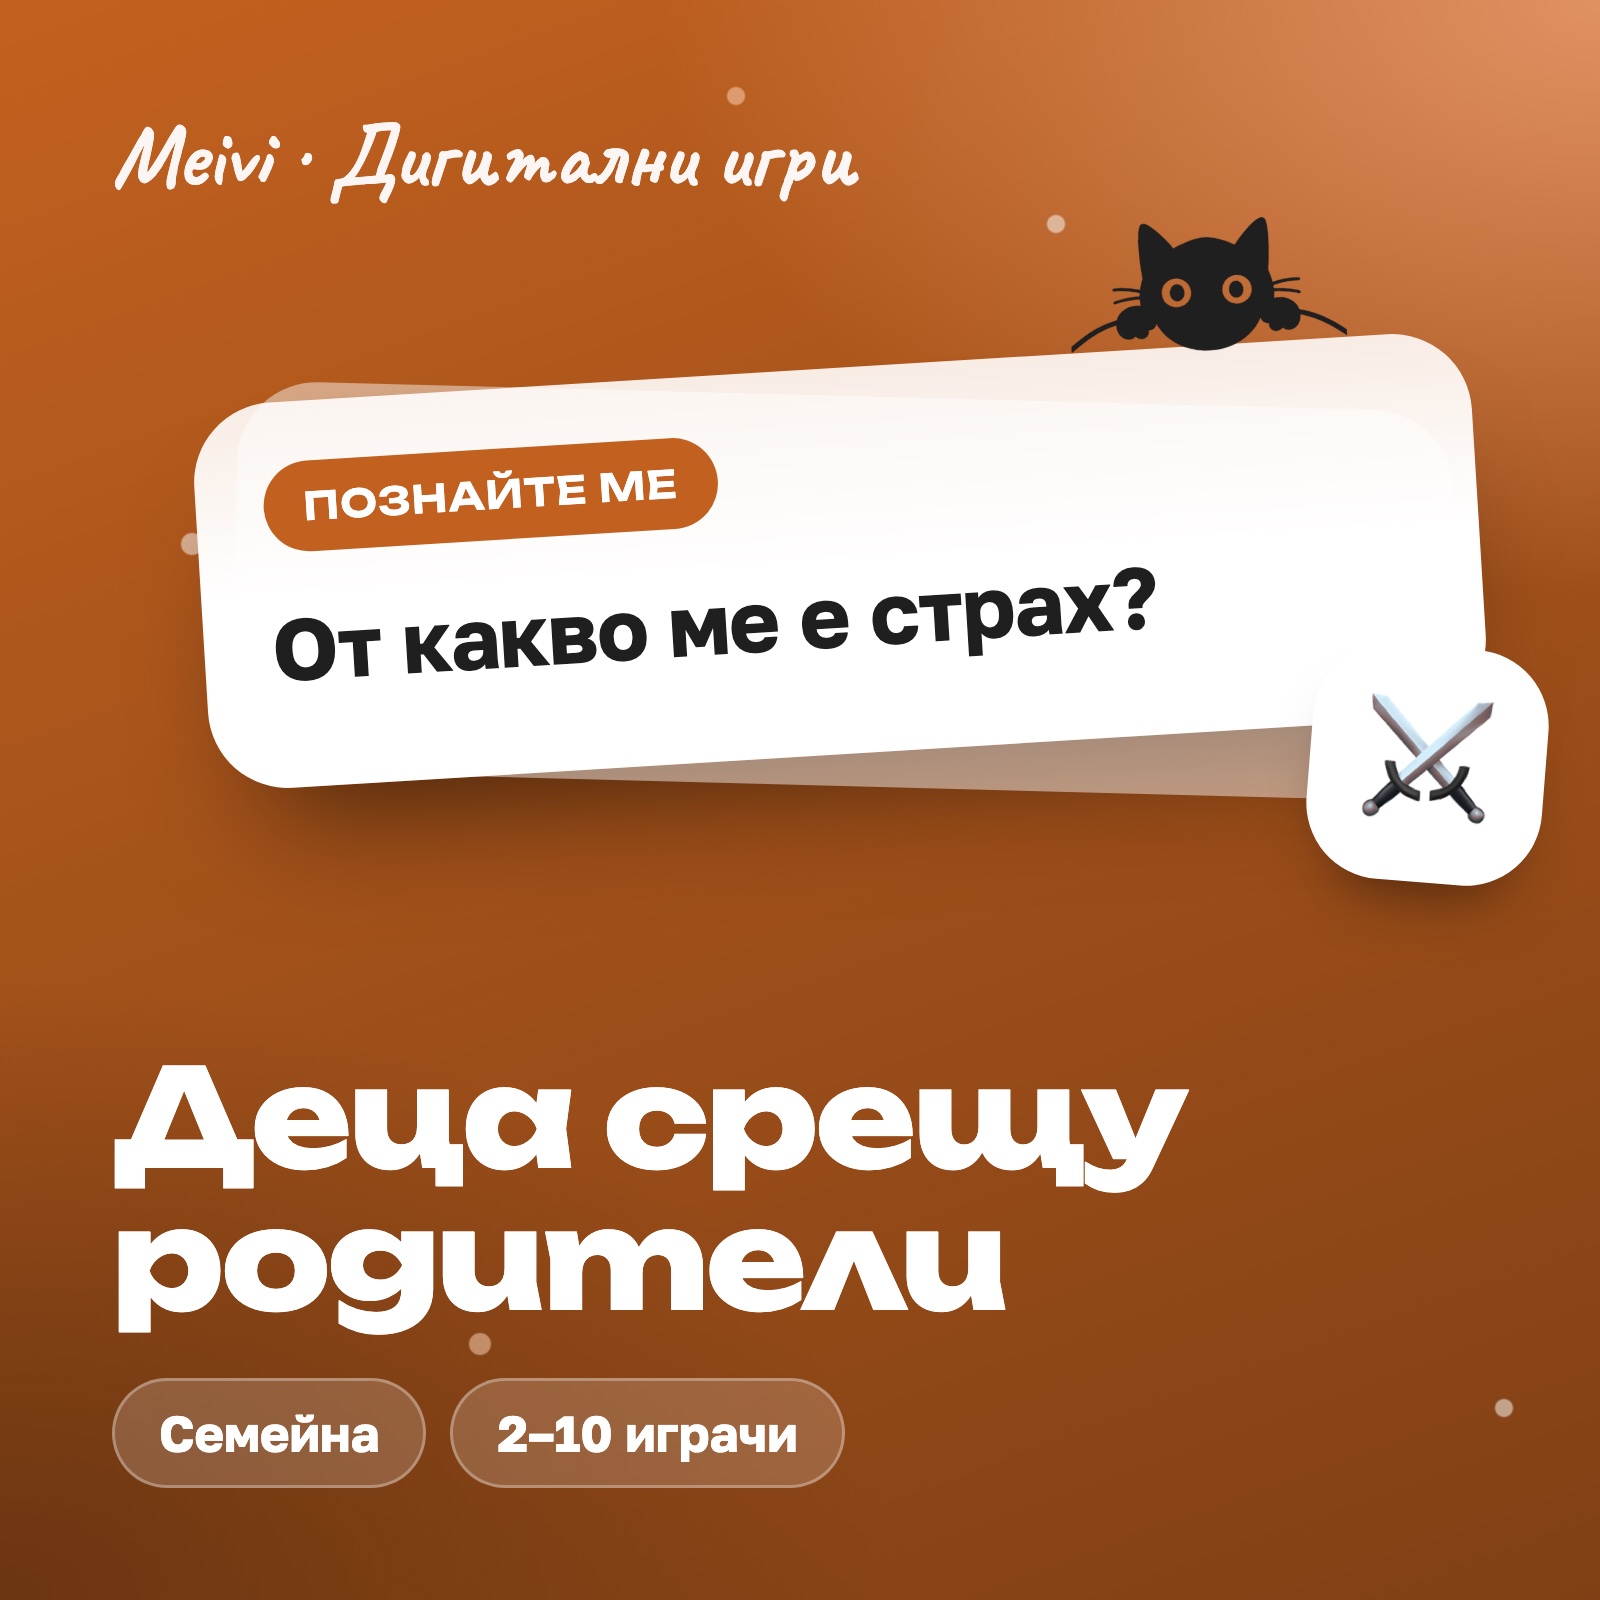 Meivi · Дигитални игри
ПОЗНАЙТЕ МЕ
От какво ме е страх?
Деца срещу
родители
Семейна
2–10 играчи